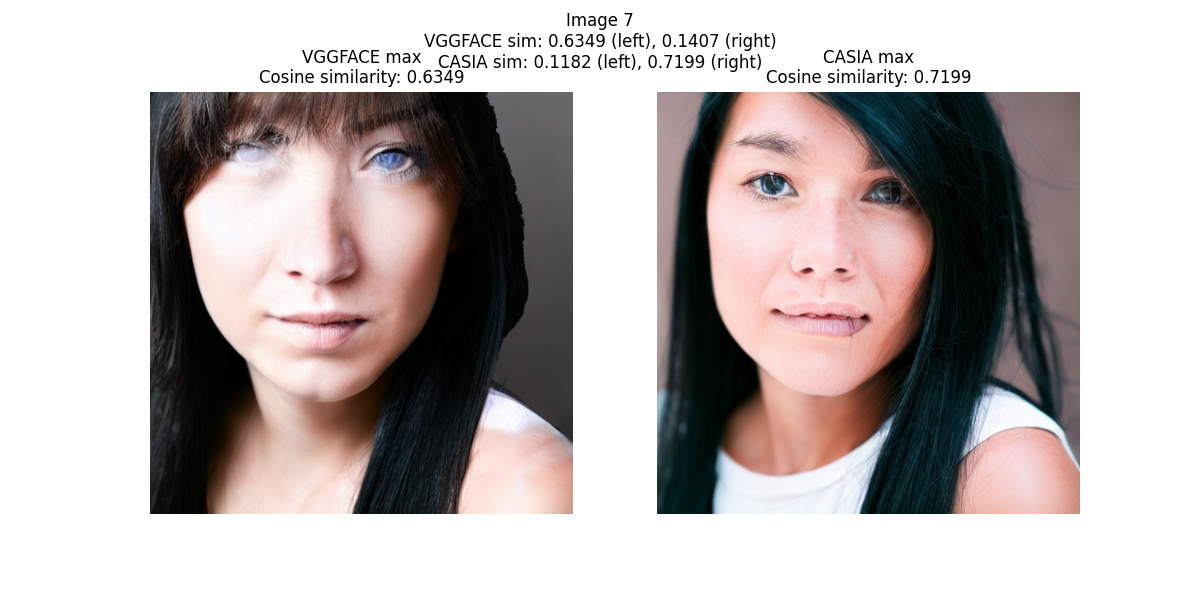 Image 7
VGGFACE sim: 0.6349 (left), 0.1407 (right)
CASIA sim: 0.1182 (left), 0.7199 (right)
VGGFACE max
Cosine similarity: 0.6349
CASIA max
Cosine similarity: 0.7199